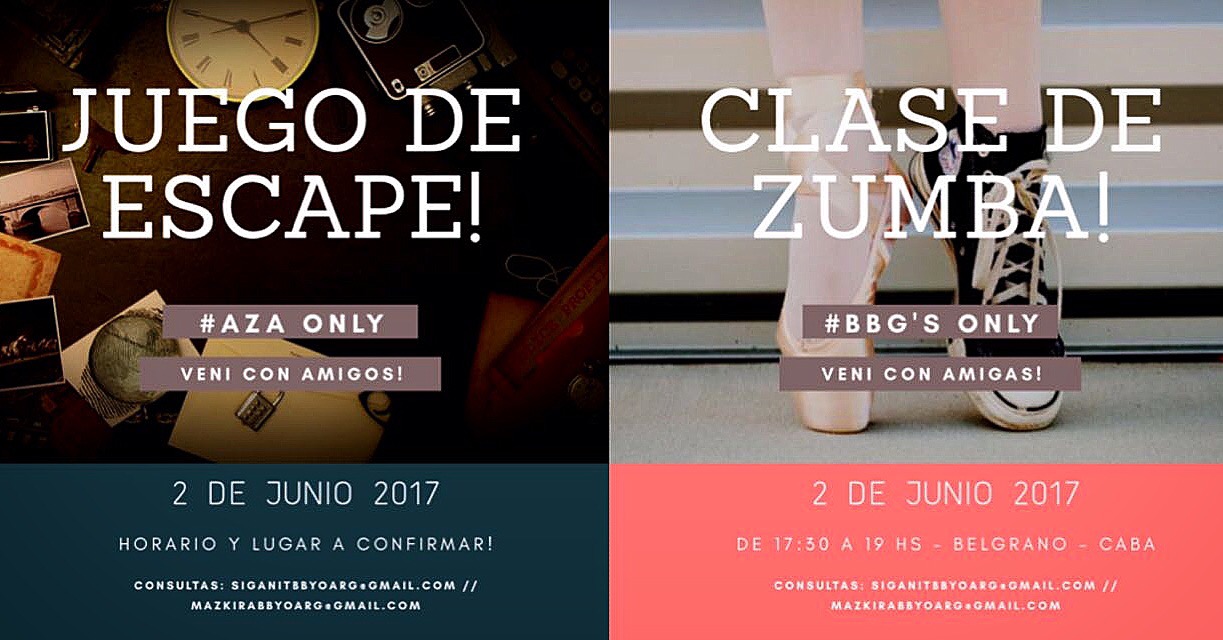 JUEGO DE
ESCAPE!
#AZA ONLY
VENI CON AMIGOS!
2 DE JUNIO 2017
HORARIO Y LUGAR A CONFIRMAR!
CONSULTAS: SIGANITBBYOARG@GMAIL.COM //
MAZKIRABBYOARG@GMAIL.COM
CLASE DE
ZUMBA!
#BBG'S ONLY
VENI CON AMIGAS!
2 DE JUNIO 2017
DE 17:30 A 19 HS - BELGRANO - CABA
CONSULTAS: SIGANITBBYOARG@GMAIL.COM //
MAZKIRABBYOARG@GMAIL.COM